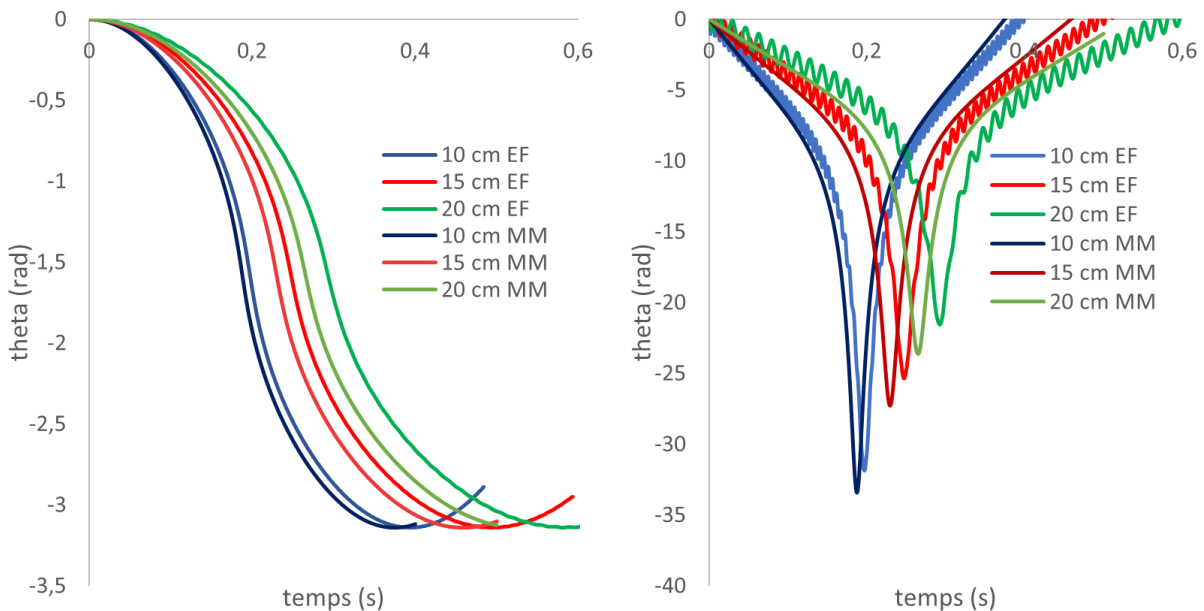 0
0
0,2
0,4
0,6
-0,5
-1
-1,5
-2
-2,5
-3
-3,5
theta (rad)
temps (s)
10 cm EF
15 cm EF
20 cm EF
10 cm MM
15 cm MM
20 cm MM
0
0
0,2
0,4
0,6
-5
-10
-15
-20
-25
-30
-35
-40
theta (rad)
temps (s)
10 cm EF
15 cm EF
20 cm EF
10 cm MM
15 cm MM
20 cm MM